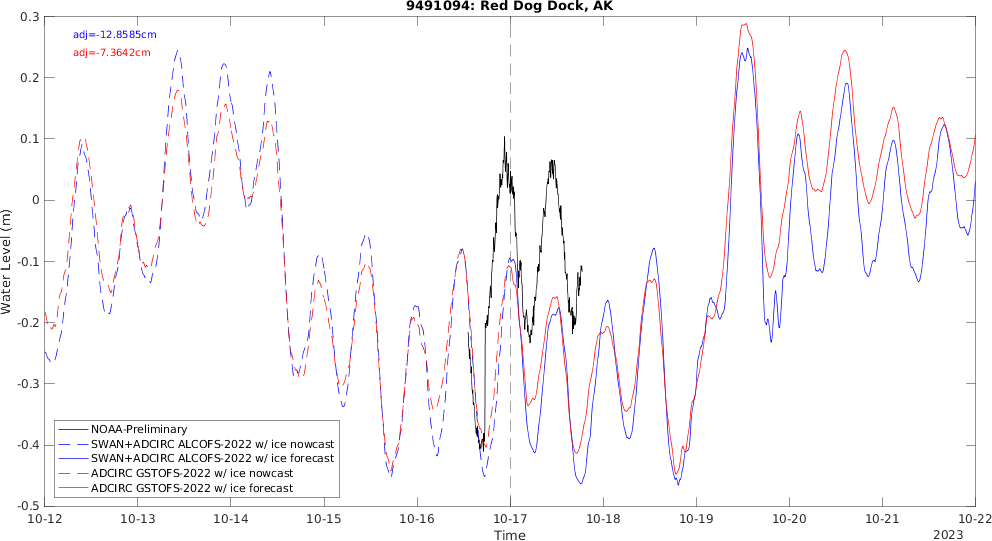 9491094: Red Dog Dock, AK
adj=-12.8585cm
adj=-7.3642cm
0.3
0.2
0.1
0
-0.1
-0.2
-0.3
-0.4
-0.5
Water Level (m)
NOAA-Preliminary
SWAN+ADCIRC ALCOFS-2022 w/ ice nowcast
SWAN+ADCIRC ALCOFS-2022 w/ ice forecast
ADCIRC GSTOFS-2022 w/ ice nowcast
ADCIRC GSTOFS-2022 w/ ice forecast
10-12 10-13 10-14 10-15 10-16 10-17 10-18 10-19 10-20 10-21 10-22
Time
2023